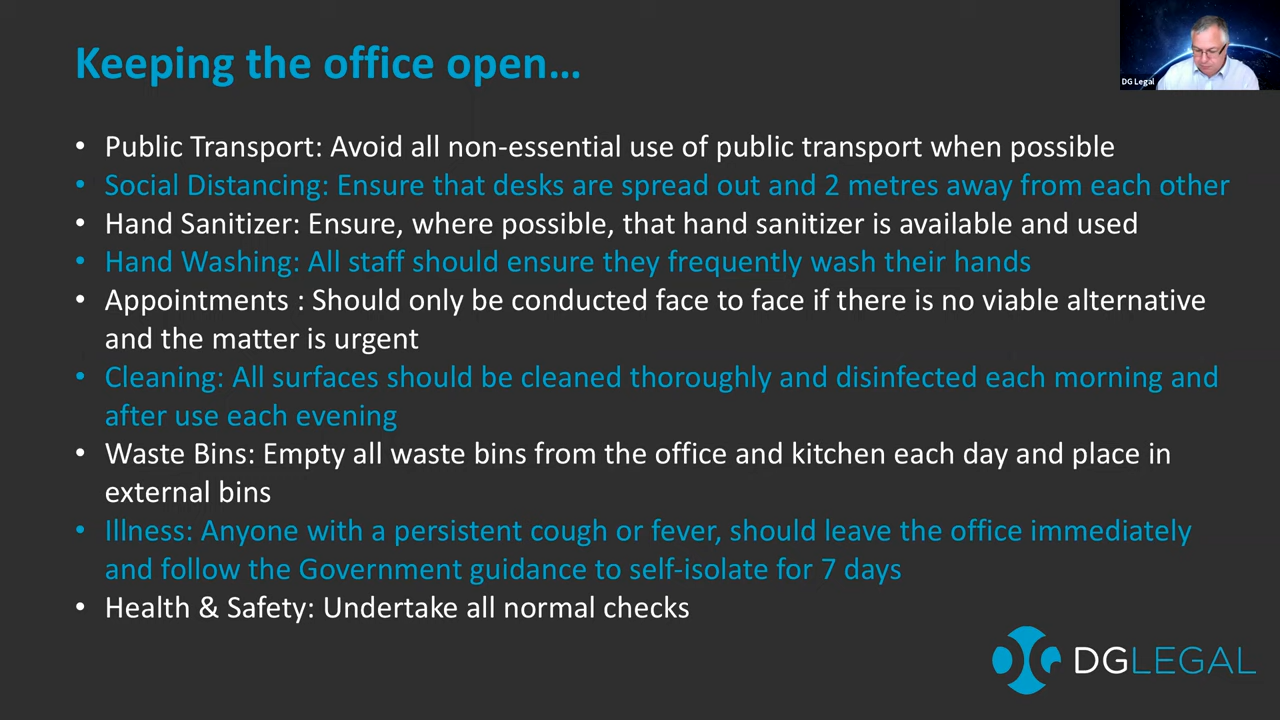 Keeping the office open…
DG Legal
• Public Transport: Avoid all non-essential use of public transport when possible
• Social Distancing: Ensure that desks are spread out and 2 metres away from each other
• Hand Sanitizer: Ensure, where possible, that hand sanitizer is available and used
• Hand Washing: All staff should ensure they frequently wash their hands
• Appointments : Should only be conducted face to face if there is no viable alternative
and the matter is urgent
• Cleaning: All surfaces should be cleaned thoroughly and disinfected each morning and
after use each evening
• Waste Bins: Empty all waste bins from the office and kitchen each day and place in
external bins
• Illness: Anyone with a persistent cough or fever, should leave the office immediately
and follow the Government guidance to self-isolate for 7 days
• Health & Safety: Undertake all normal checks
DGLEGAL